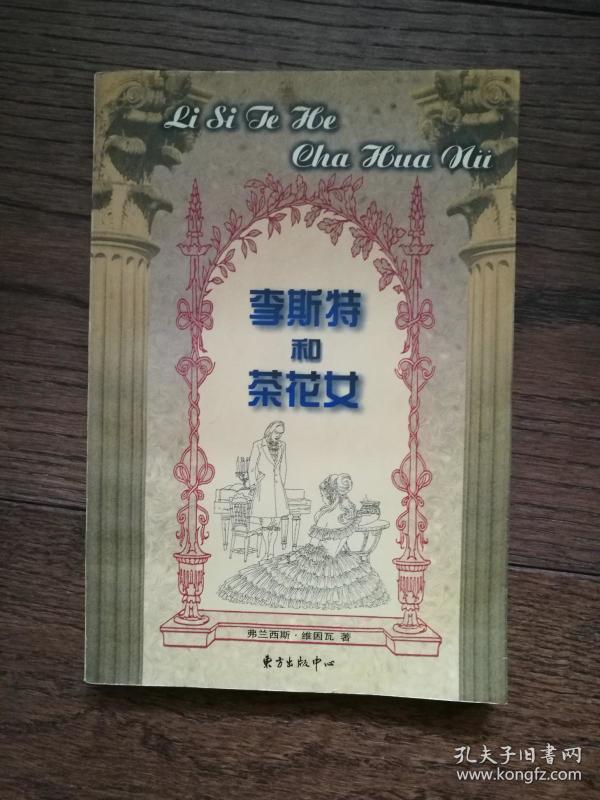 Li Si Te He
Cha Hua Nü
李斯特
和
茶花女
弗兰西斯·维因瓦 著
东方出版中心
孔夫子旧书网
www.kongfz.com